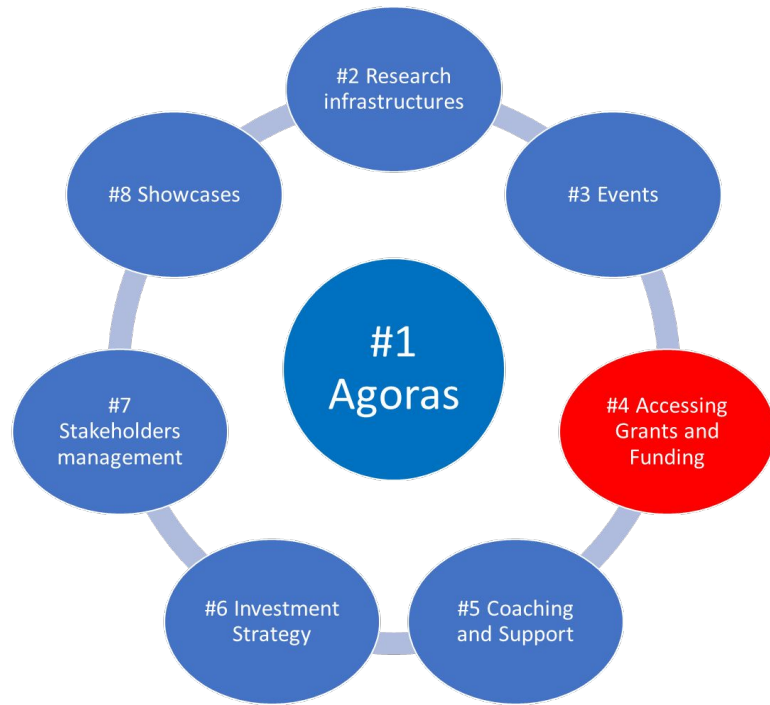 #2 Research
infrastructures
#3 Events
#4 Accessing
Grants and
Funding
#5 Coaching
and Support
#6 Investment
Strategy
#7
Stakeholders
management
#8 Showcases
#1
Agoras